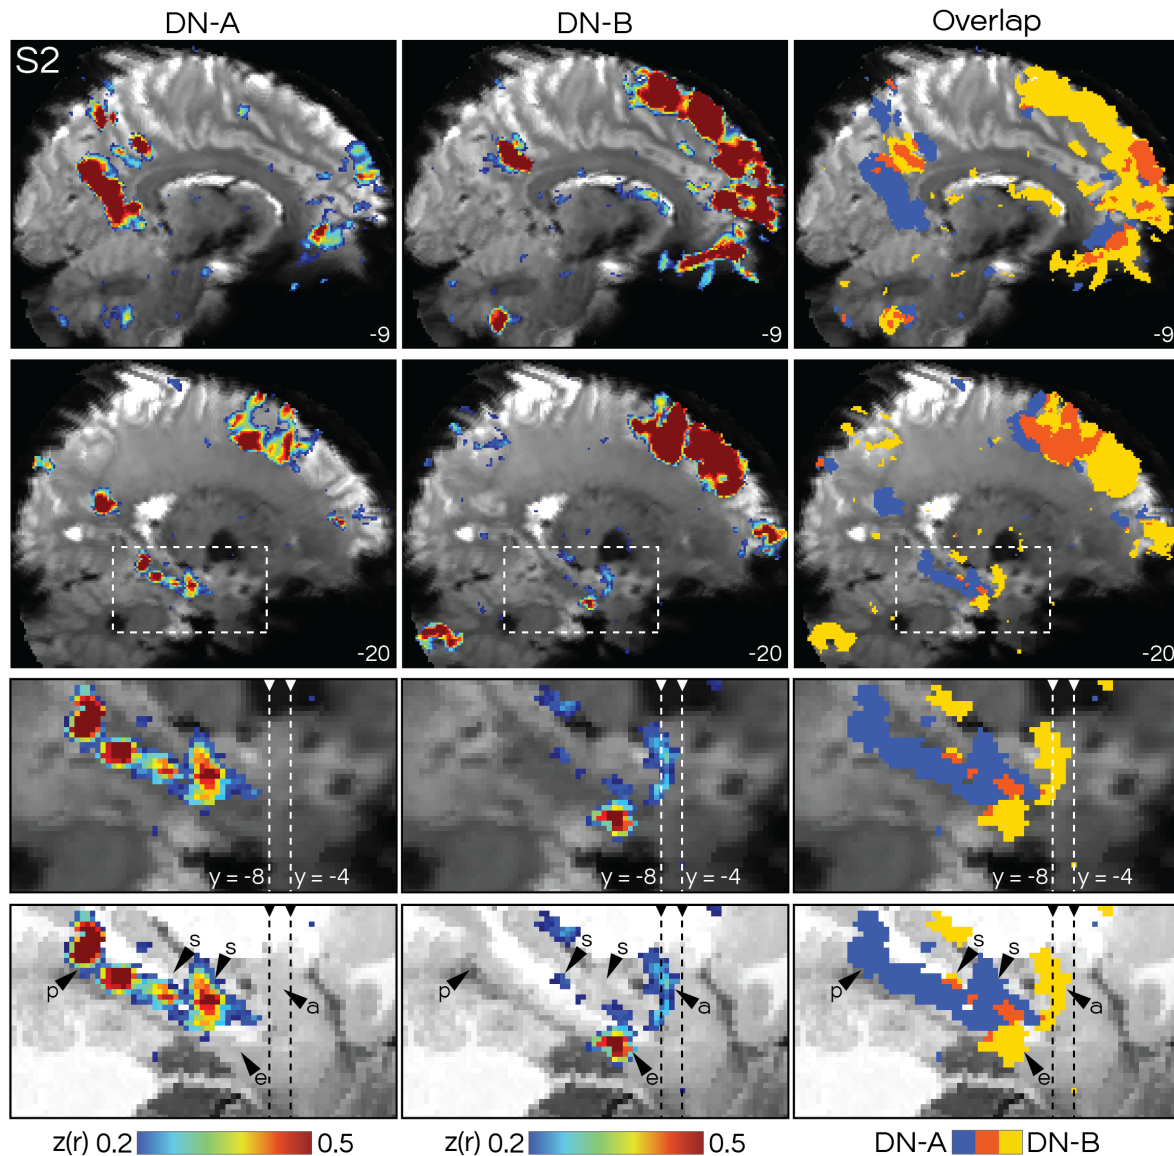 DN-A DN-B Overlap
S2
-9 -9 -9
-20 -20 -20
y = -8 y = -4 y = -8 y = -4 y = -8 y = -4
s s s s s s
p a p a p a
e e e
z(r) 0.2 0.5 z(r) 0.2 0.5 DN-A DN-B